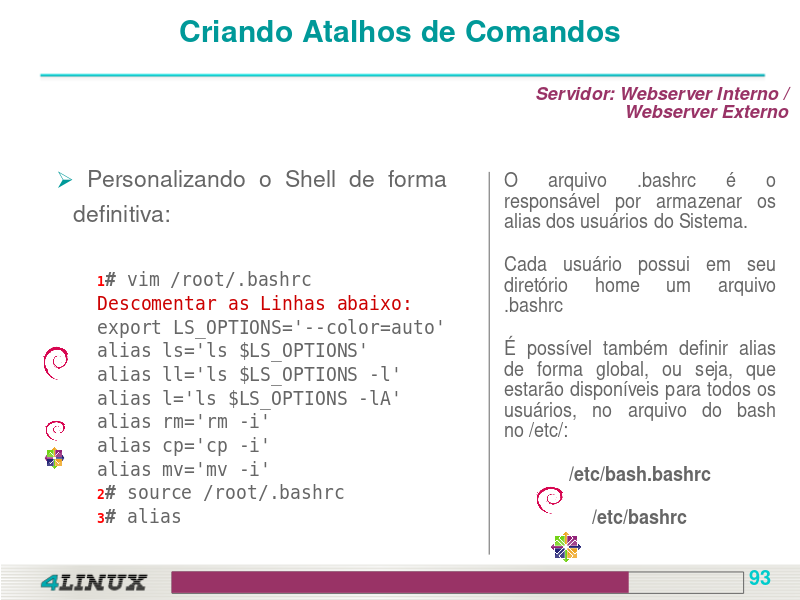 Criando Atalhos de Comandos
Servidor: Webserver Interno /
Webserver Externo
Personalizando o Shell de forma
definitiva:
1# vim /root/.bashrc
Descomentar as Linhas abaixo:
export LS_OPTIONS='--color=auto'
alias ls='ls $LS_OPTIONS'
alias ll='ls $LS_OPTIONS -l'
alias l='ls $LS_OPTIONS -lA'
alias rm='rm -i'
alias cp='cp -i'
alias mv='mv -i'
2# source /root/.bashrc
3# alias
O arquivo .bashrc é o
responsável por armazenar os
alias dos usuários do Sistema.
Cada usuário possui em seu
diretório home um arquivo
.bashrc
É possível também definir alias
de forma global, ou seja, que
estarão disponíveis para todos os
usuários, no arquivo do bash
no /etc/:
/etc/bash.bashrc
/etc/bashrc
4LINUX
93